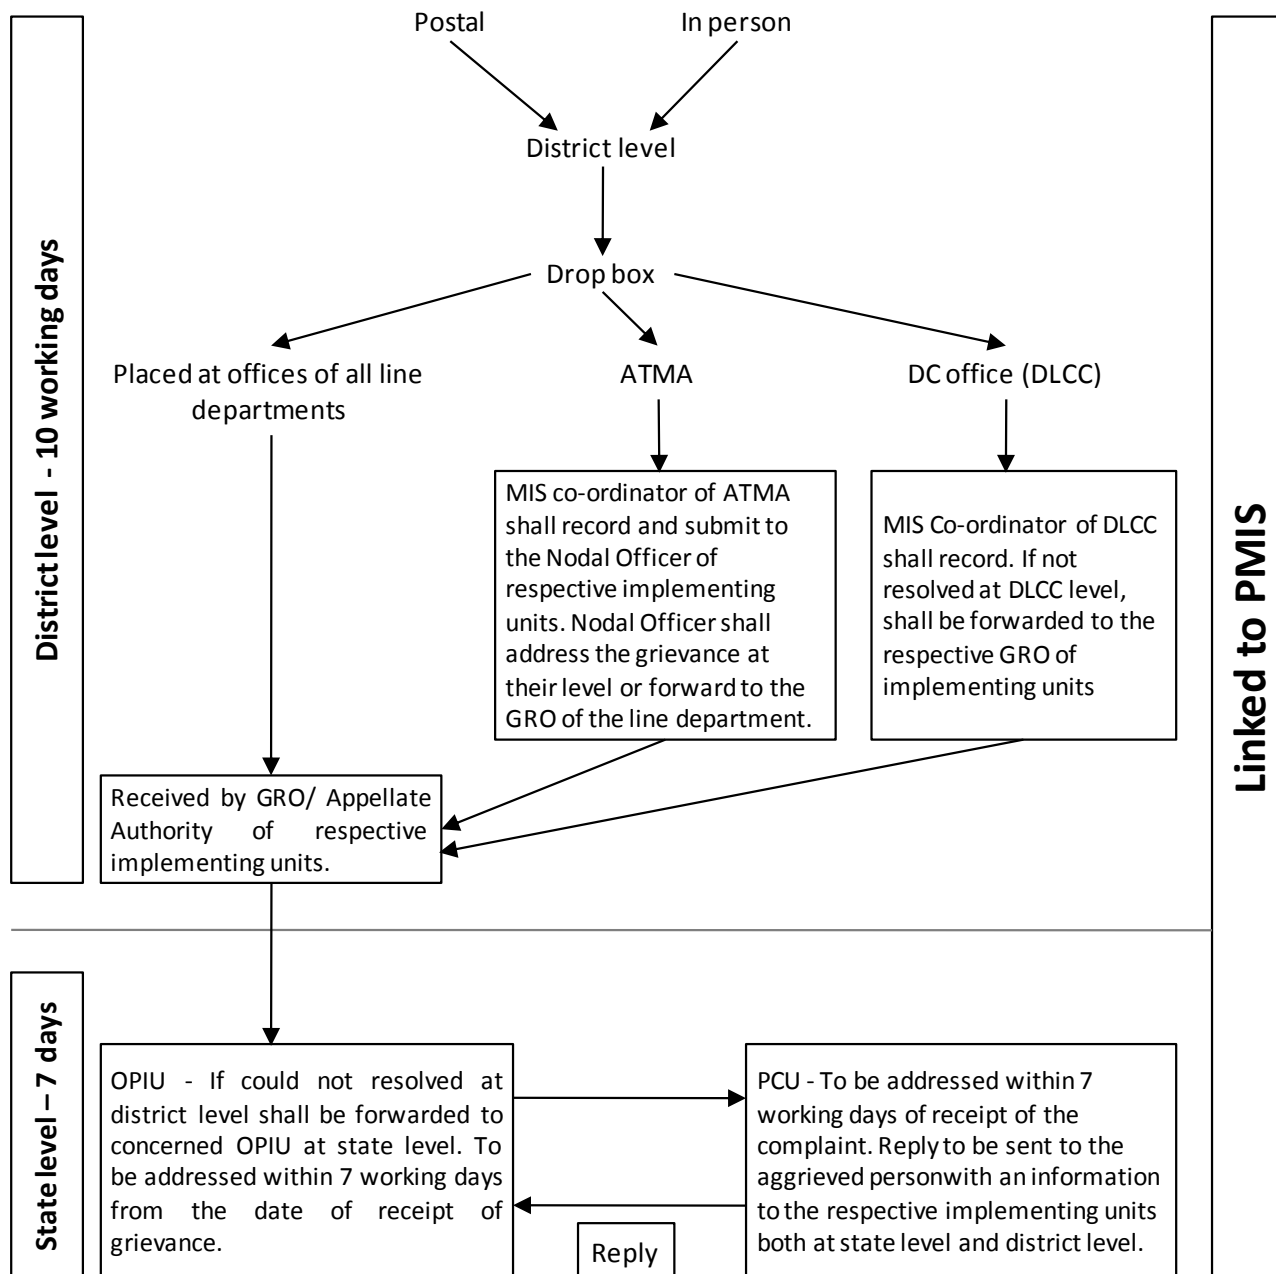 Postal
In person
District level
Drop box
Placed at offices of all line
departments
ATMA
DC office (DLCC)
MIS co-ordinator of ATMA
shall record and submit to
the Nodal Officer of
respective implementing
units. Nodal Officer shall
address the grievance at
their level or forward to the
GRO of the line department.
MIS Co-ordinator of DLCC
shall record. If not
resolved at DLCC level,
shall be forwarded to the
respective GRO of
implementing units
Received by GRO/ Appellate
Authority of respective
implementing units.
District level - 10 working days
Linked to PMIS
State level – 7 days
OPIU - If could not resolved at
district level shall be forwarded to
concerned OPIU at state level. To
be addressed within 7 working days
from the date of receipt of
grievance.
PCU - To be addressed within 7
working days of receipt of the
complaint. Reply to be sent to the
aggrieved personwith an information
to the respective implementing units
both at state level and district level.
Reply